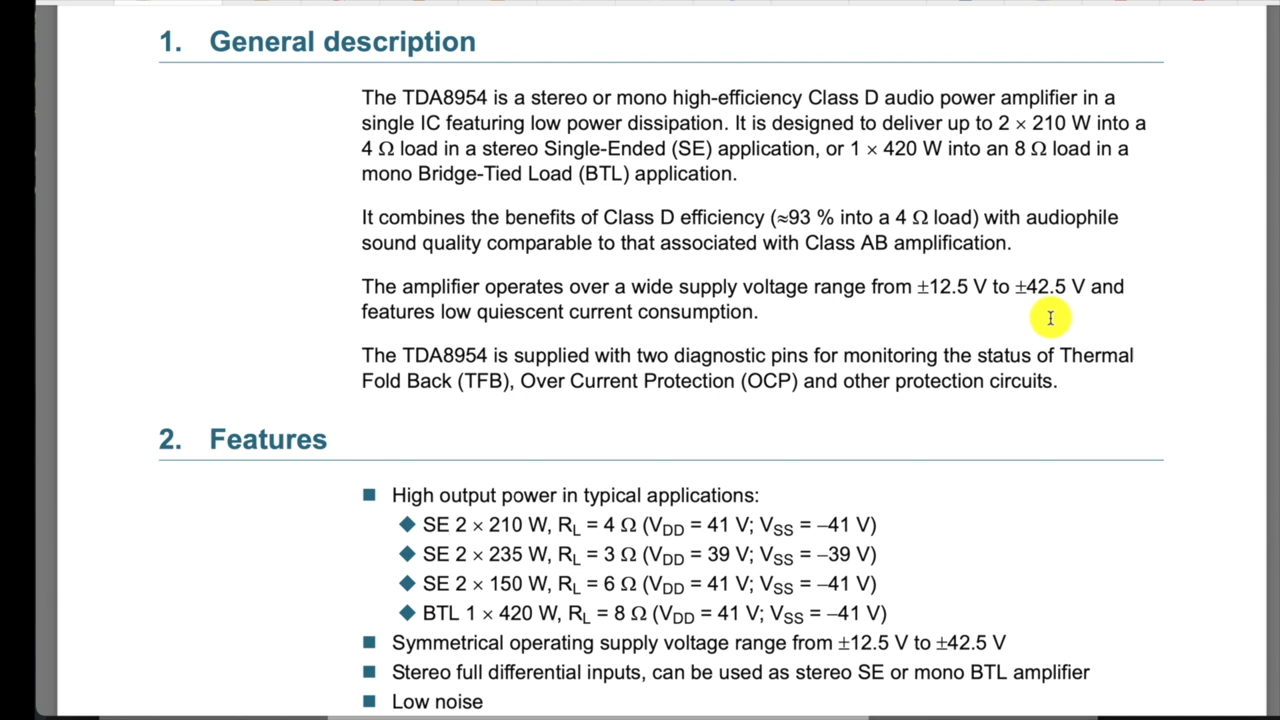 1. General description
The TDA8954 is a stereo or mono high-efficiency Class D audio power amplifier in a
single IC featuring low power dissipation. It is designed to deliver up to 2 × 210 W into a
4 Ω load in a stereo Single-Ended (SE) application, or 1 × 420 W into an 8 Ω load in a
mono Bridge-Tied Load (BTL) application.
It combines the benefits of Class D efficiency (≈93 % into a 4 Ω load) with audiophile
sound quality comparable to that associated with Class AB amplification.
The amplifier operates over a wide supply voltage range from ±12.5 V to ±42.5 V and
features low quiescent current consumption.
The TDA8954 is supplied with two diagnostic pins for monitoring the status of Thermal
Fold Back (TFB), Over Current Protection (OCP) and other protection circuits.
2. Features
■ High output power in typical applications:
◆ SE 2 × 210 W, RL = 4 Ω (VDD = 41 V; VSS = −41 V)
◆ SE 2 × 235 W, RL = 3 Ω (VDD = 39 V; VSS = −39 V)
◆ SE 2 × 150 W, RL = 6 Ω (VDD = 41 V; VSS = −41 V)
◆ BTL 1 × 420 W, RL = 8 Ω (VDD = 41 V; VSS = −41 V)
■ Symmetrical operating supply voltage range from ±12.5 V to ±42.5 V
■ Stereo full differential inputs, can be used as stereo SE or mono BTL amplifier
■ Low noise